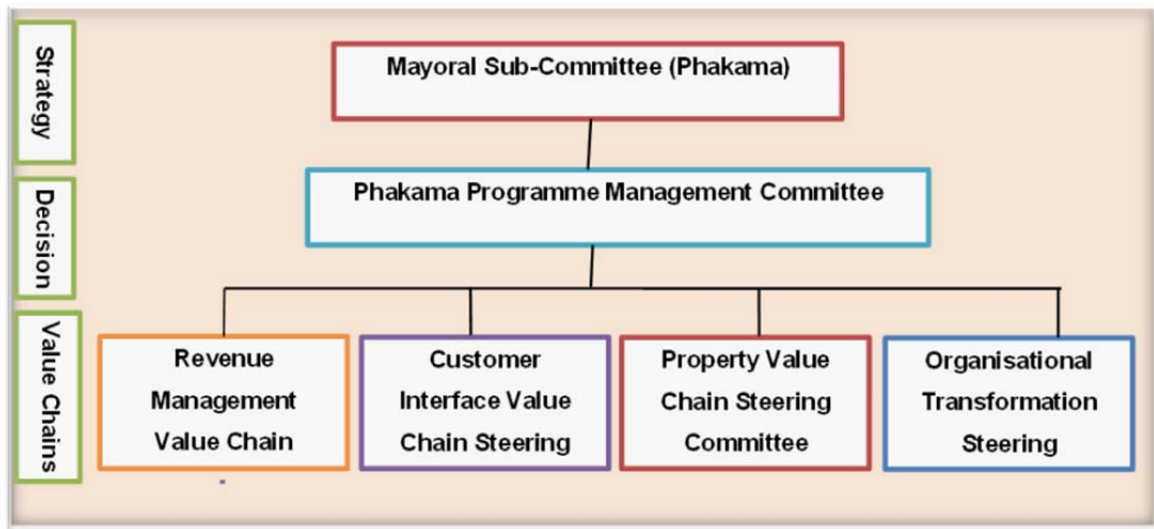 Strategy
Mayoral Sub-Committee (Phakama)
Decision
Phakama Programme Management Committee
Value Chains
Revenue
Management
Value Chain
Customer
Interface Value
Chain Steering
Property Value
Chain Steering
Committee
Organisational
Transformation
Steering